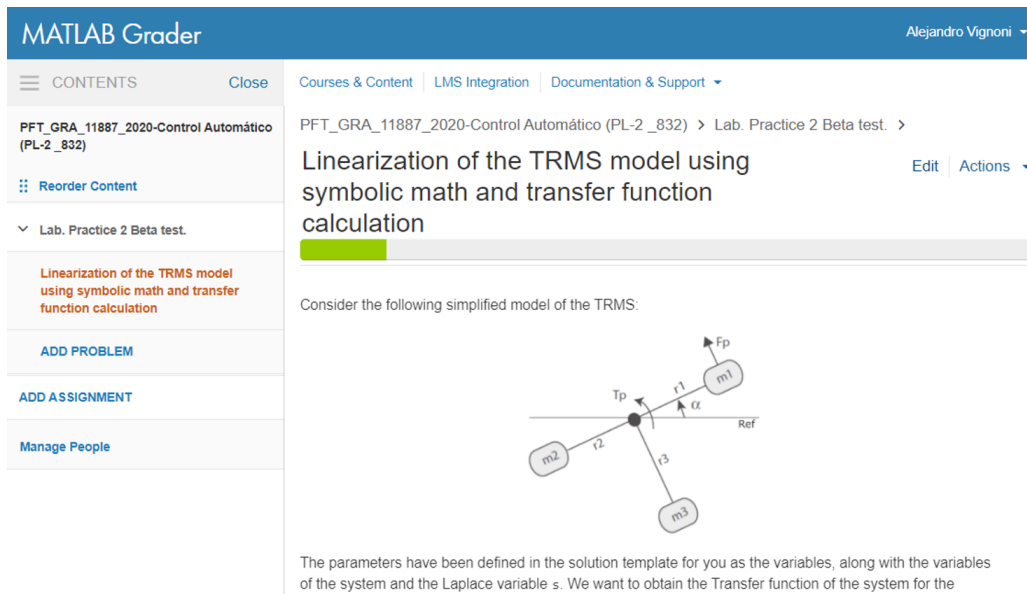 MATLAB Grader
Alejandro Vignoni
CONTENTS
Close
Courses & Content
LMS Integration
Documentation & Support
PFT_GRA_11887_2020-Control Automático
(PL-2 _832)
Reorder Content
Lab. Practice 2 Beta test.
Linearization of the TRMS model
using symbolic math and transfer
function calculation
ADD PROBLEM
ADD ASSIGNMENT
Manage People
PFT_GRA_11887_2020-Control Automático (PL-2 _832) > Lab. Practice 2 Beta test. >
Linearization of the TRMS model using
symbolic math and transfer function
calculation
Edit
Actions
Consider the following simplified model of the TRMS:
Fp
m1
r1
Tp
α
Ref
r2
m2
r3
m3
The parameters have been defined in the solution template for you as the variables, along with the variables
of the system and the Laplace variable s. We want to obtain the Transfer function of the system for the